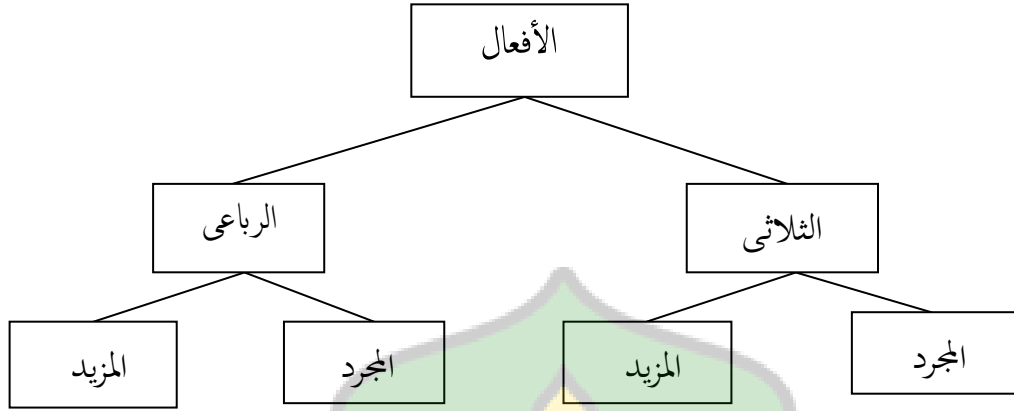 الأفعال
الثلاثى
الرباعى
المجرد
المزيد
المجرد
المزيد